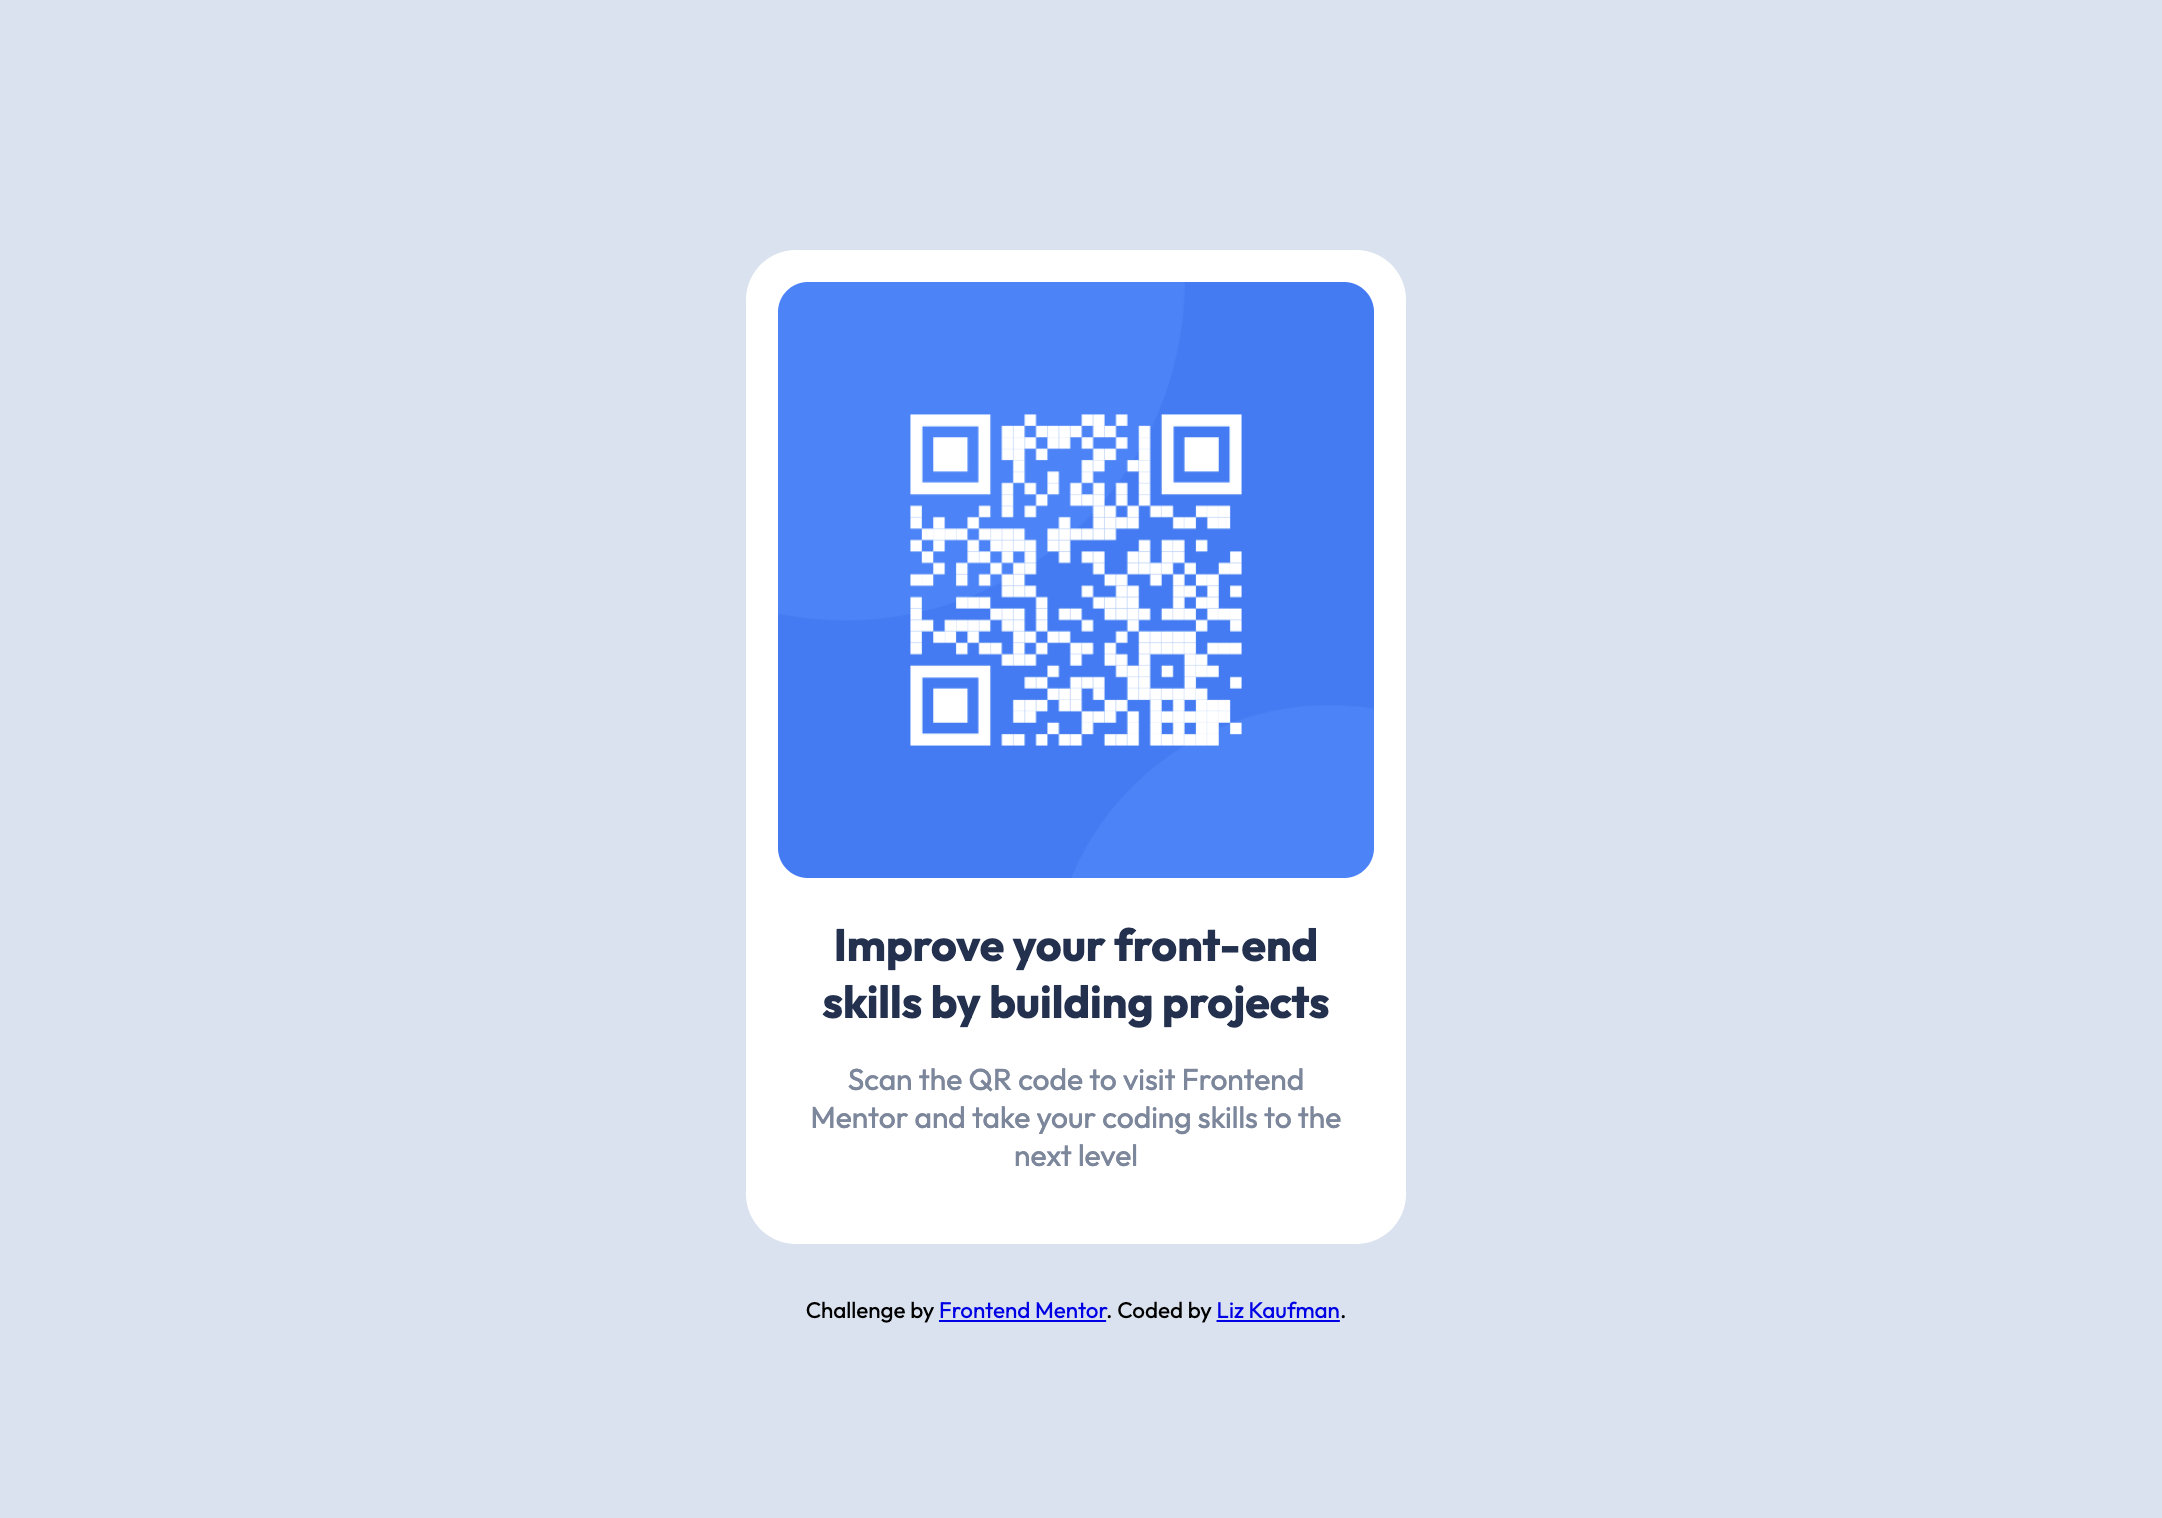 Improve your front-end
skills by building projects
Scan the QR code to visit Frontend
Mentor and take your coding skills to the
next level
Challenge by Frontend Mentor. Coded by Liz Kaufman.